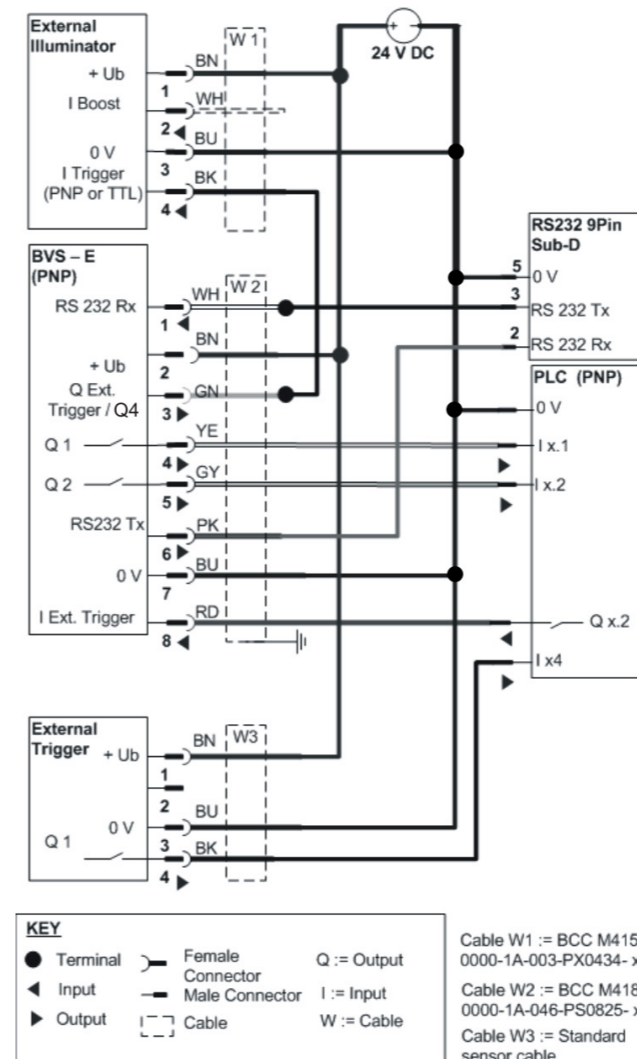 External
Illuminator
+ Ub
1
BN
I Boost
WH
2
0 V
BU
3
I Trigger
(PNP or TTL)
BK
4
W 1
+ -
24 V DC
RS232 9Pin
Sub-D
5
0 V
3
RS 232 Tx
2
RS 232 Rx
BVS – E
(PNP)
W 2
RS 232 Rx
WH
1
BN
+ Ub
2
Q Ext.
Trigger / Q4
GN
3
Q 1
YE
4
Q 2
GY
5
RS232 Tx
PK
6
0 V
BU
7
I Ext. Trigger
RD
8
PLC (PNP)
0 V
I x.1
I x.2
Q x.2
I x4
External
Trigger
W3
+ Ub
BN
1
2
0 V
BU
3
Q 1
BK
4
KEY
Terminal
Female
Connector
Q := Output
Input
Male Connector
I := Input
Output
Cable
W := Cable
Cable W1 := BCC M415
0000-1A-003-PX0434- x
Cable W2 := BCC M418
0000-1A-046-PS0825- x
Cable W3 := Standard
sensor cable